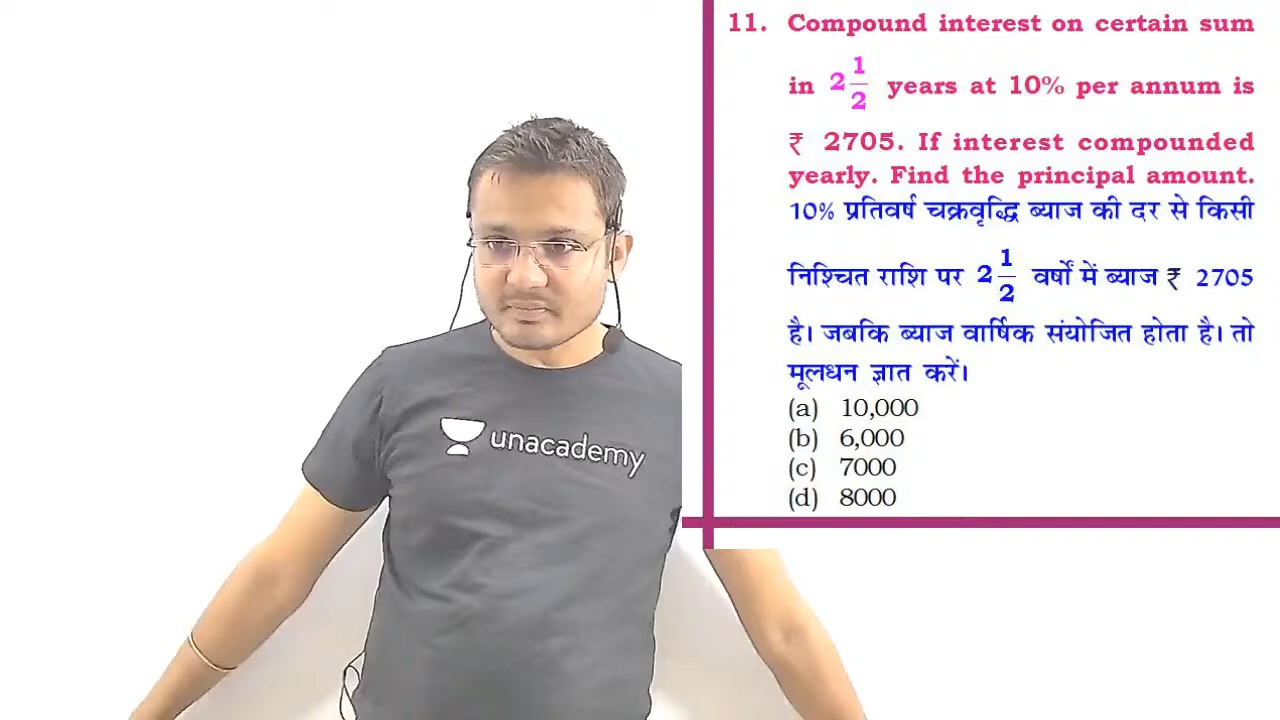 unacademy
11. Compound interest on certain sum
in 2 1/2 years at 10% per annum is
₹ 2705. If interest compounded
yearly. Find the principal amount.
10% प्रतिवर्ष चक्रवृद्धि ब्याज की दर से किसी
निश्चित राशि पर 2 1/2 वर्षों में ब्याज ₹ 2705
है। जबकि ब्याज वार्षिक संयोजित होता है। तो
मूलधन ज्ञात करें।
(a) 10,000
(b) 6,000
(c) 7000
(d) 8000